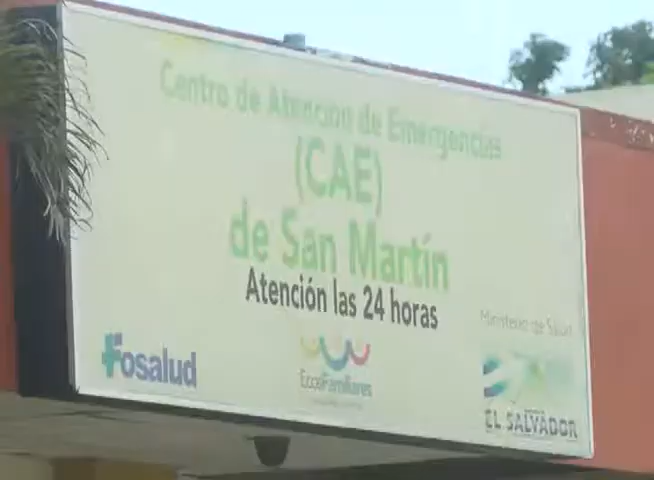 Centro de Atención de Emergencias
(CAE)
de San Martín
Atención las 24 horas
Ministerio de Salud
Fosalud
EcosFamiliares
EL SALVADOR